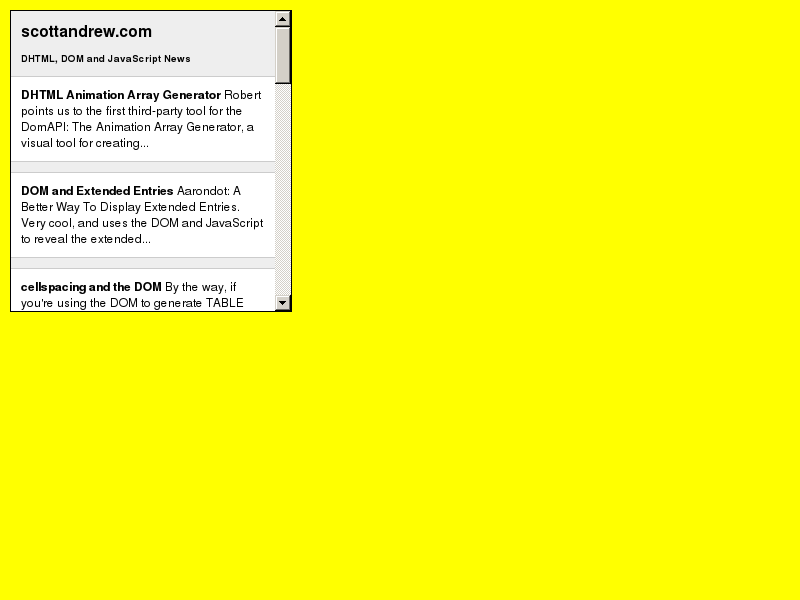 scottandrew.com
DHTML, DOM and JavaScript News
DHTML Animation Array Generator Robert
points us to the first third-party tool for the
DomAPI: The Animation Array Generator, a
visual tool for creating...
DOM and Extended Entries Aarondot: A
Better Way To Display Extended Entries.
Very cool, and uses the DOM and JavaScript
to reveal the extended...
cellspacing and the DOM By the way, if
you're using the DOM to generate TABLE